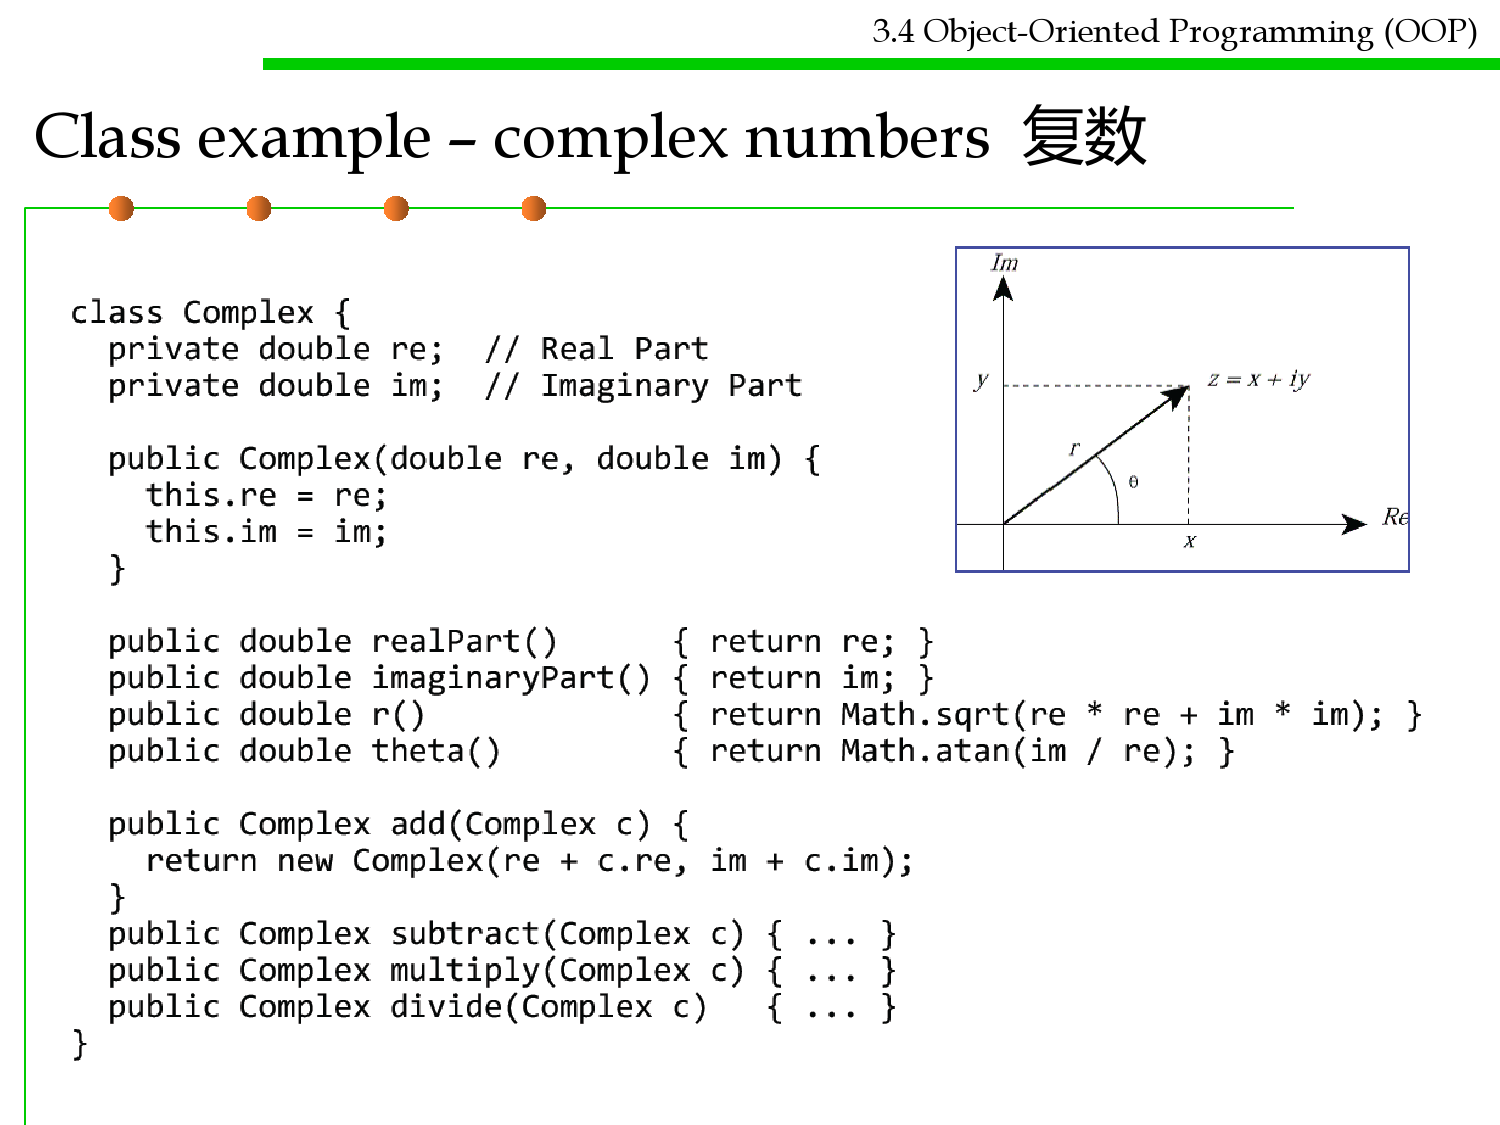 3.4 Object-Oriented Programming (OOP)
Class example – complex numbers 复数
class Complex {
  private double re;  // Real Part
  private double im;  // Imaginary Part
  public Complex(double re, double im) {
    this.re = re;
    this.im = im;
  }
  public double realPart()      { return re; }
  public double imaginaryPart() { return im; }
  public double r()             { return Math.sqrt(re * re + im * im); }
  public double theta()         { return Math.atan(im / re); }
  public Complex add(Complex c) {
    return new Complex(re + c.re, im + c.im);
  }
  public Complex subtract(Complex c) { ... }
  public Complex multiply(Complex c) { ... }
  public Complex divide(Complex c)   { ... }
}
Im
y
z = x + iy
r
θ
Re
x